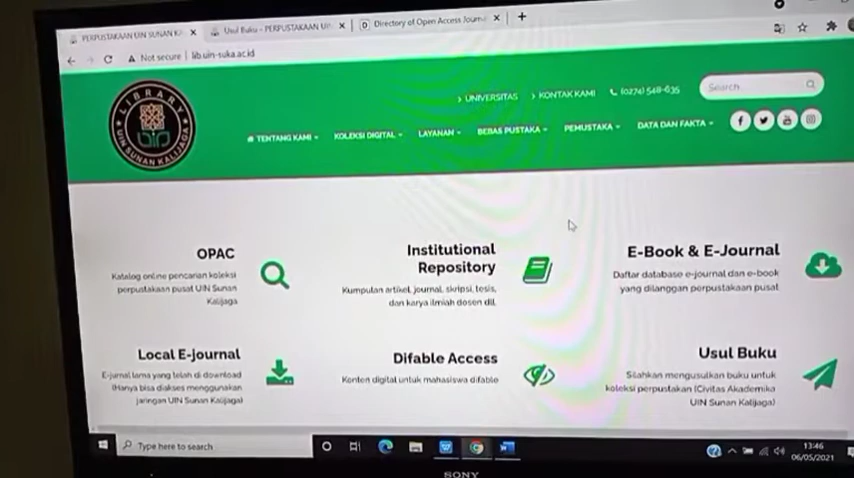 PERPUSTAKAAN UIN SUNAN KA
Usul Buku – PERPUSTAKAAN UIN
Directory of Open Access Journ
Not secure | lib.uin-suka.ac.id
LIBRARY
UIN SUNAN KALIJAGA
UNIVERSITAS
KONTAK KAMI
(0274) 548-635
Search
TENTANG KAMI
KOLEKSI DIGITAL
LAYANAN
BEBAS PUSTAKA
PEMUSTAKA
DATA DAN FAKTA
OPAC
Katalog online pencarian koleksi
perpustakaan pusat UIN Sunan
Kalijaga
Institutional
Repository
Kumpulan artikel, journal, skripsi, tesis,
dan karya ilmiah dosen dll.
E-Book & E-Journal
Daftar database e-journal dan e-book
yang dilanggan perpustakaan pusat
Local E-journal
E-jurnal lama yang telah di download
(Hanya bisa diakses menggunakan
jaringan UIN Sunan Kalijaga)
Difable Access
Konten digital untuk mahasiswa difable
Usul Buku
Silahkan mengusulkan buku untuk
koleksi perpustakan (Civitas Akademika
UIN Sunan Kalijaga)
Type here to search
13:46
06/05/2021
SONY